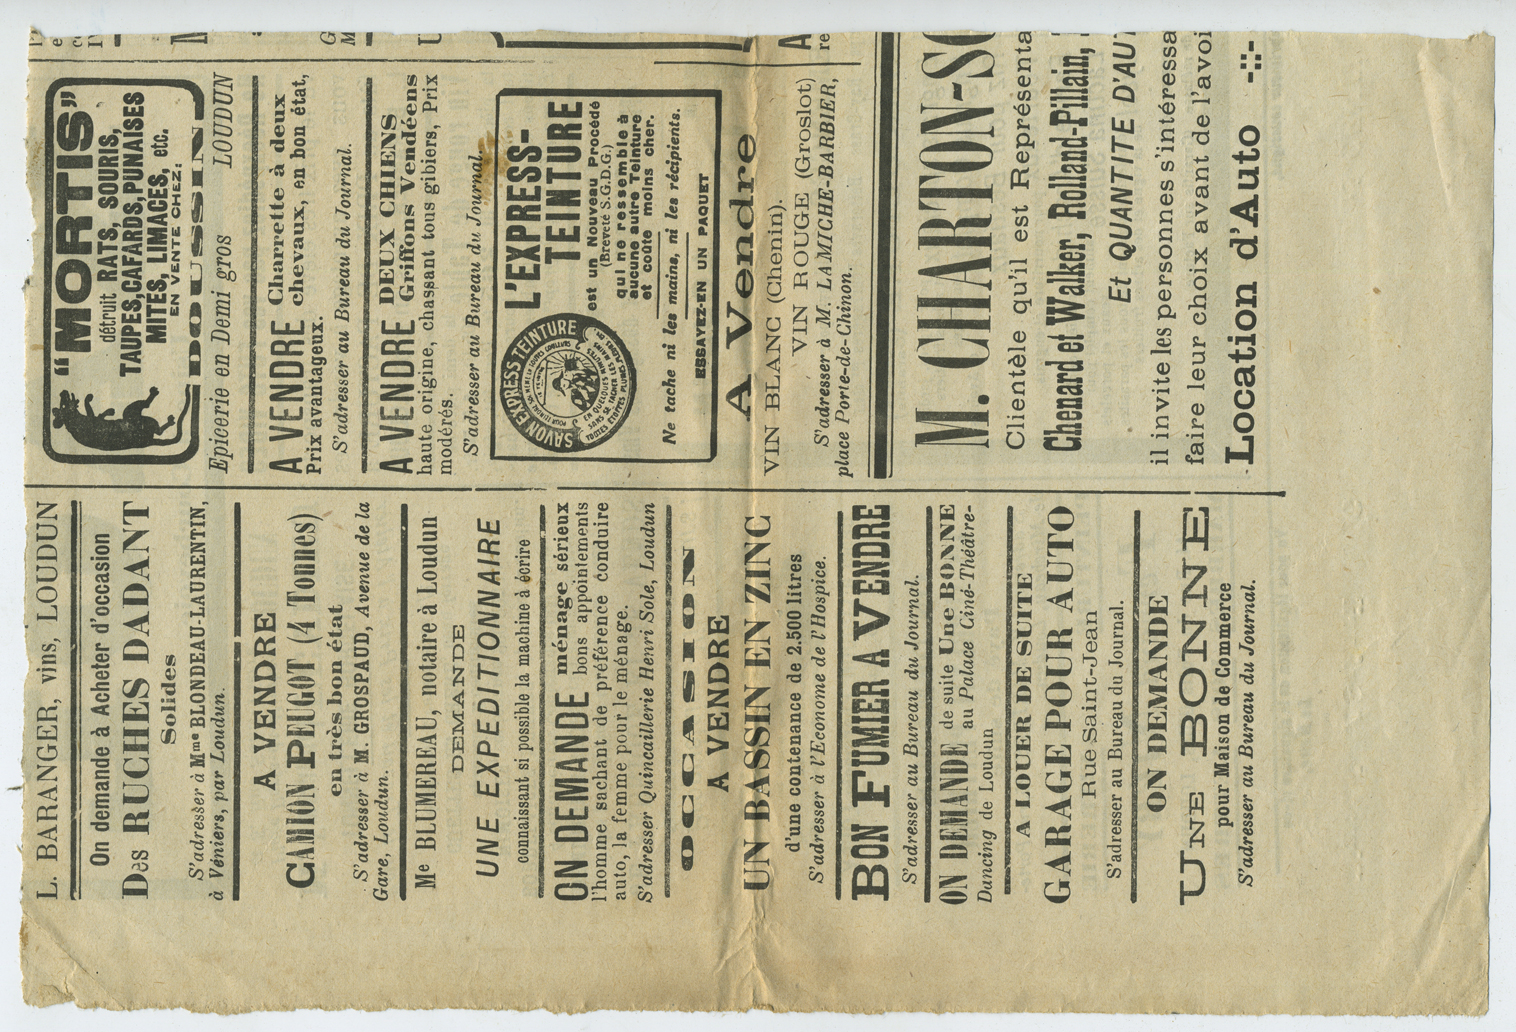 L. BARANGER, vins, LOUDUN
On demande à Acheter d'occasion
Des RUCHES DADANT
Solides
S'adresser à Mme BLONDEAU-LAURENTIN,
à Véniers, par Loudun.
A VENDRE
CAMION PEUGOT (4 Tonnes)
en très bon état
S'adresser à M. GROSPAUD, Avenue de la
Gare, Loudun.
Me BLUMEREAU, notaire à Loudun
DEMANDE
UNE EXPEDITIONNAIRE
connaissant si possible la machine à écrire
ON DEMANDE ménage sérieux
bons appointements
l'homme sachant de préférence conduire
auto, la femme pour le ménage.
S'adresser Quincaillerie Henri Sole, Loudun
OCCASION
A VENDRE
UN BASSIN EN ZINC
d'une contenance de 2.500 litres
S'adresser à l'Econome de l'Hospice.
BON FUMIER A VENDRE
S'adresser au Bureau du Journal.
ON DEMANDE de suite Une BONNE
au Palace Ciné-Théâtre-
Dancing de Loudun
A LOUER DE SUITE
GARAGE POUR AUTO
Rue Saint-Jean
S'adresser au Bureau du Journal.
ON DEMANDE
UNE BONNE
pour Maison de Commerce
S'adresser au Bureau du Journal.
"MORTIS"
détruit RATS, SOURIS,
TAUPES, CAFARDS, PUNAISES
MITES, LIMACES, etc.
EN VENTE CHEZ:
DOUSSIN
Epicerie en Demi gros LOUDUN
A VENDRE Charrette à deux
chevaux, en bon état,
Prix avantageux.
S'adresser au Bureau du Journal.
A VENDRE DEUX CHIENS
Griffons Vendéens
haute origine, chassant tous gibiers, Prix
modérés.
S'adresser au Bureau du Journal.
SAVON EXPRESS TEINTURE
EN QUELQUES MINUTES
SANS SE TACHER LES MAINS
L'EXPRESS-
TEINTURE
est un Nouveau Procédé
(Breveté S.G.D.G.)
qui ne ressemble à
aucune autre Teinture
et coûte moins cher.
Ne tache ni les mains, ni les récipients.
ESSAYEZ-EN UN PAQUET
A Vendre
VIN BLANC (Chenin).
VIN ROUGE (Groslot)
S'adresser à M. LAMICHE-BARBIER,
place Porte-de-Chinon.
M. CHARTON-SO
Clientèle qu'il est Représenta
Chenard et Walker, Rolland-Pillain,
Et QUANTITE D'AUT
il invite les personnes s'intéressa
faire leur choix avant de l'avoi
Location d'Auto -::-